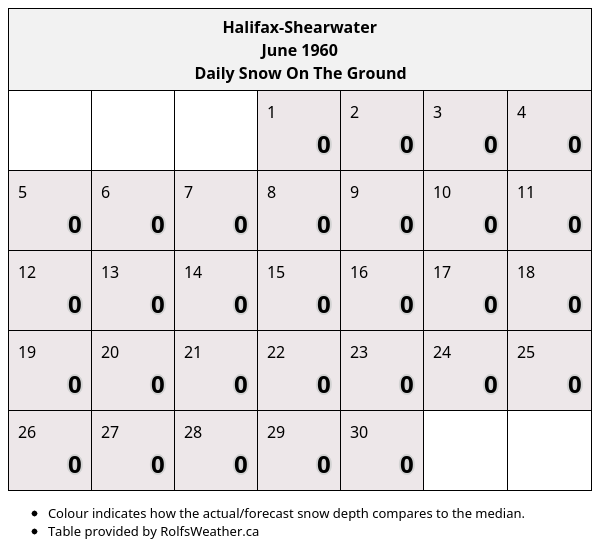 Halifax-Shearwater
June 1960
Daily Snow On The Ground
1 2 3 4
0 0 0 0
5 6 7 8 9 10 11
0 0 0 0 0 0 0
12 13 14 15 16 17 18
0 0 0 0 0 0 0
19 20 21 22 23 24 25
0 0 0 0 0 0 0
26 27 28 29 30
0 0 0 0 0
• Colour indicates how the actual/forecast snow depth compares to the median.
• Table provided by RolfsWeather.ca